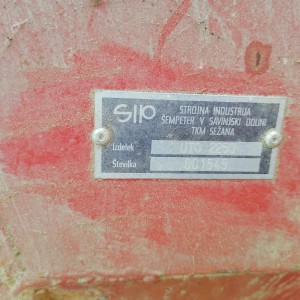 SIP
STROJNA INDUSTRIJA
ŠEMPETER V SAVINJSKI DOLINI
TKM SEŽANA
Izdelek
Številka